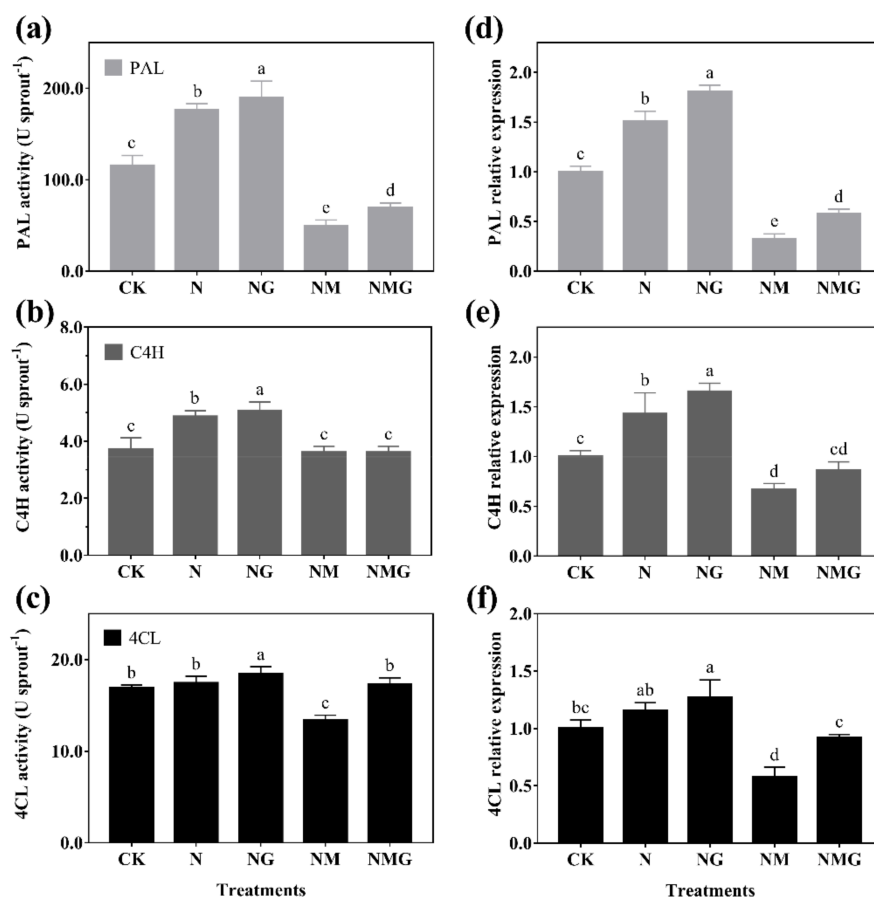 (a)
PAL activity (U sprout⁻¹)
200.0
100.0
0.0
PAL
c b a e d
CK N NG NM NMG
(d)
PAL relative expression
2.0
1.5
1.0
0.5
0.0
c b a e d
CK N NG NM NMG
(b)
C4H activity (U sprout⁻¹)
8.0
6.0
4.0
2.0
0.0
C4H
c b a c c
CK N NG NM NMG
(e)
C4H relative expression
2.0
1.5
1.0
0.5
0.0
c b a d cd
CK N NG NM NMG
(c)
4CL activity (U sprout⁻¹)
20.0
10.0
0.0
4CL
b b a c b
CK N NG NM NMG
Treatments
(f)
4CL relative expression
2.0
1.5
1.0
0.5
0.0
bc ab a d c
CK N NG NM NMG
Treatments